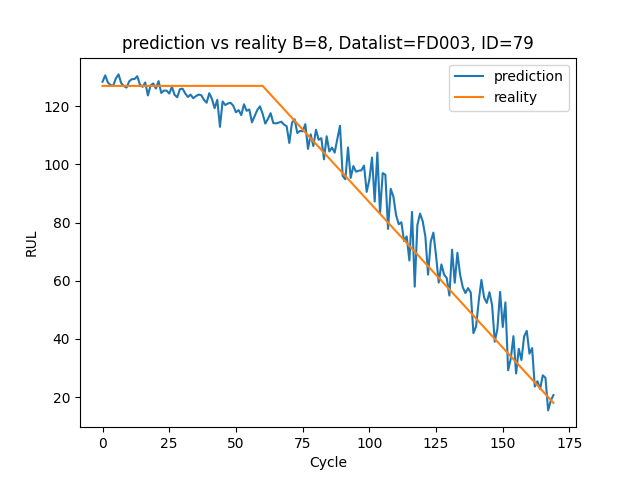 prediction vs reality B=8, Datalist=FD003, ID=79
prediction
reality
RUL
120
100
80
60
40
20
0 25 50 75 100 125 150 175
Cycle